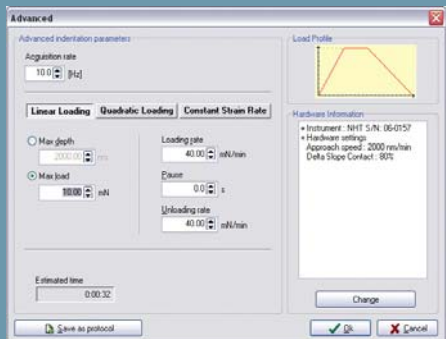 Advanced
Advanced indentation parameters
Acquisition rate
10.0 [Hz]
Linear Loading Quadratic Loading Constant Strain Rate
Max depth
2000.00 nm
Max load
10.00 mN
Loading rate
40.00 mN/min
Pause
0.0 s
Unloading rate
40.00 mN/min
Estimated time
0:00:32
Save as protocol
Load Profile
Hardware Information
Instrument : NHT S/N: 06-0157
Hardware settings
Approach speed : 2000 nm/min
Delta Slope Contact : 80%
Change
Ok Cancel